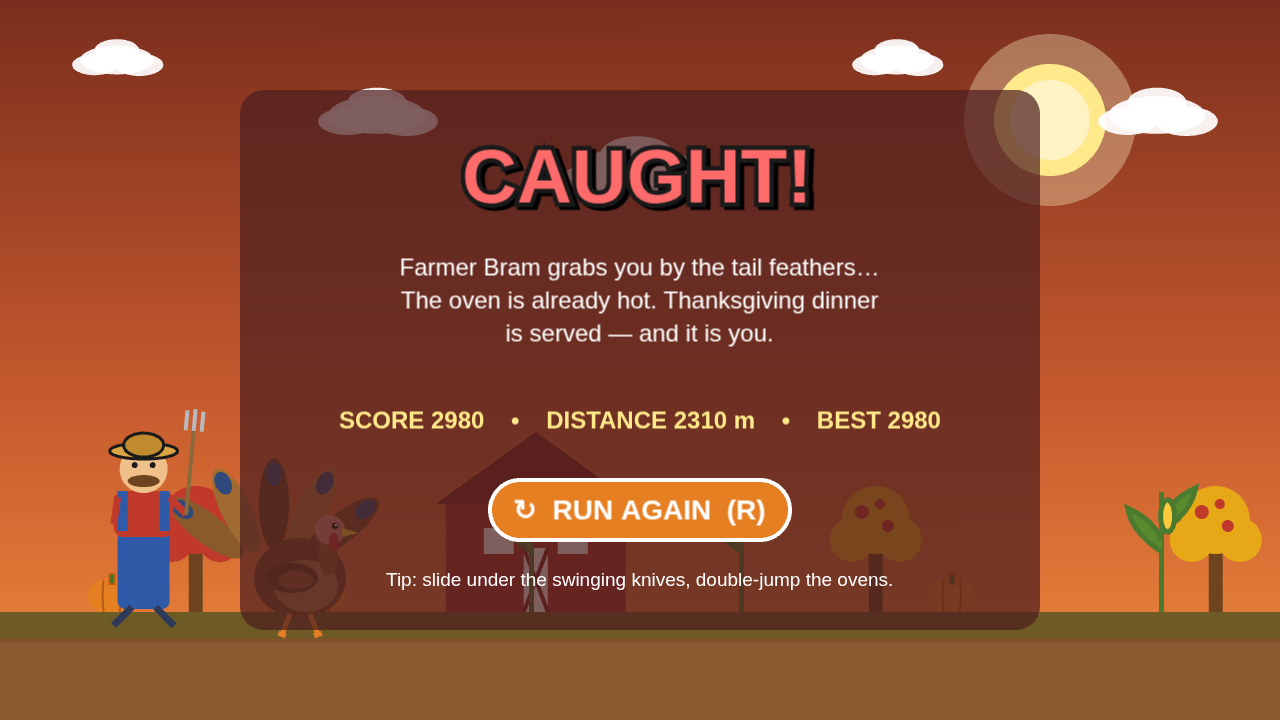 CAUGHT!
Farmer Bram grabs you by the tail feathers…
The oven is already hot. Thanksgiving dinner
is served — and it is you.
SCORE 2980 • DISTANCE 2310 m • BEST 2980
↻ RUN AGAIN (R)
Tip: slide under the swinging knives, double-jump the ovens.